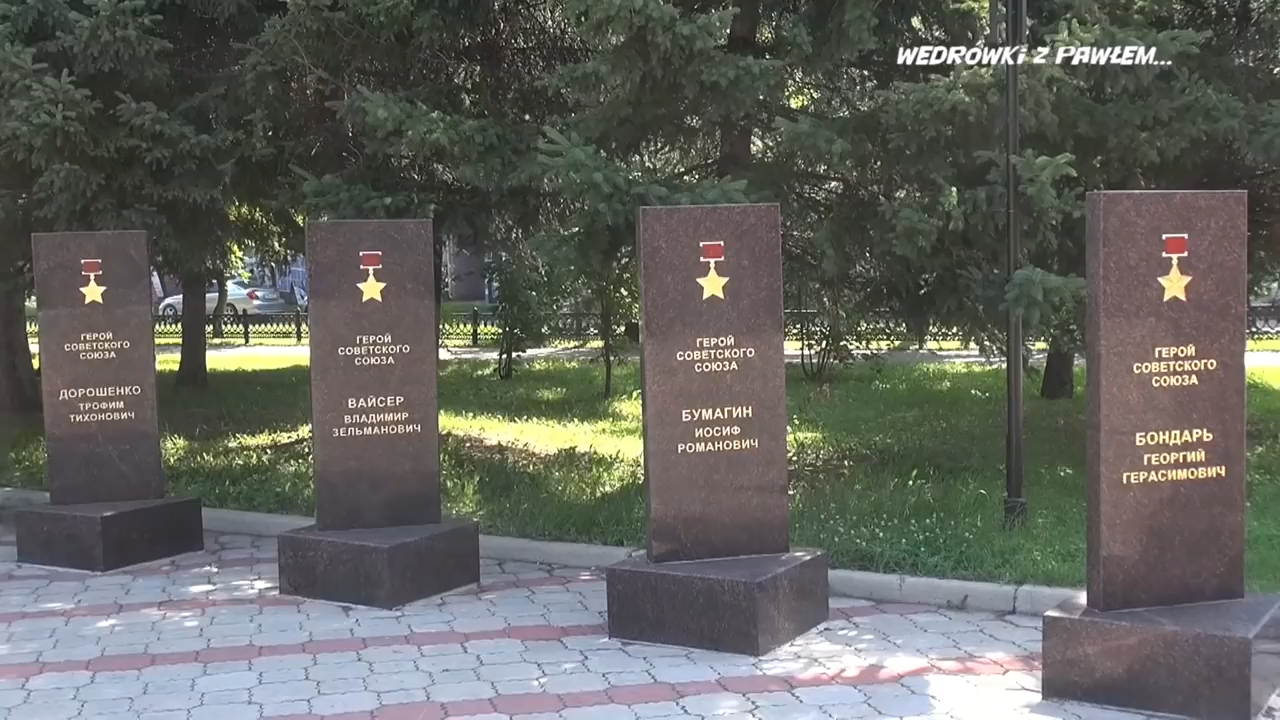 WEDRÓWKi Z PAWŁEM...
ГЕРОЙ
СОВЕТСКОГО
СОЮЗА
ДОРОШЕНКО
ТРОФИМ
ТИХОНОВИЧ
ГЕРОЙ
СОВЕТСКОГО
СОЮЗА
ВАЙСЕР
ВЛАДИМИР
ЗЕЛЬМАНОВИЧ
ГЕРОЙ
СОВЕТСКОГО
СОЮЗА
БУМАГИН
ИОСИФ
РОМАНОВИЧ
ГЕРОЙ
СОВЕТСКОГО
СОЮЗА
БОНДАРЬ
ГЕОРГИЙ
ГЕРАСИМОВИЧ